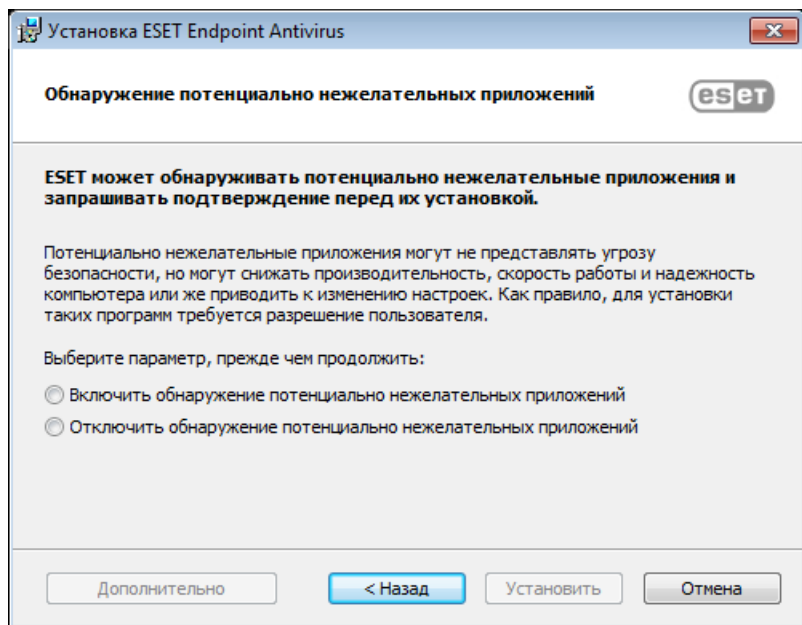 Установка ESET Endpoint Antivirus
Обнаружение потенциально нежелательных приложений
eseT
ESET может обнаруживать потенциально нежелательные приложения и
запрашивать подтверждение перед их установкой.
Потенциально нежелательные приложения могут не представлять угрозу
безопасности, но могут снижать производительность, скорость работы и надежность
компьютера или же приводить к изменению настроек. Как правило, для установки
таких программ требуется разрешение пользователя.
Выберите параметр, прежде чем продолжить:
Включить обнаружение потенциально нежелательных приложений
Отключить обнаружение потенциально нежелательных приложений
Дополнительно
< Назад
Установить
Отмена